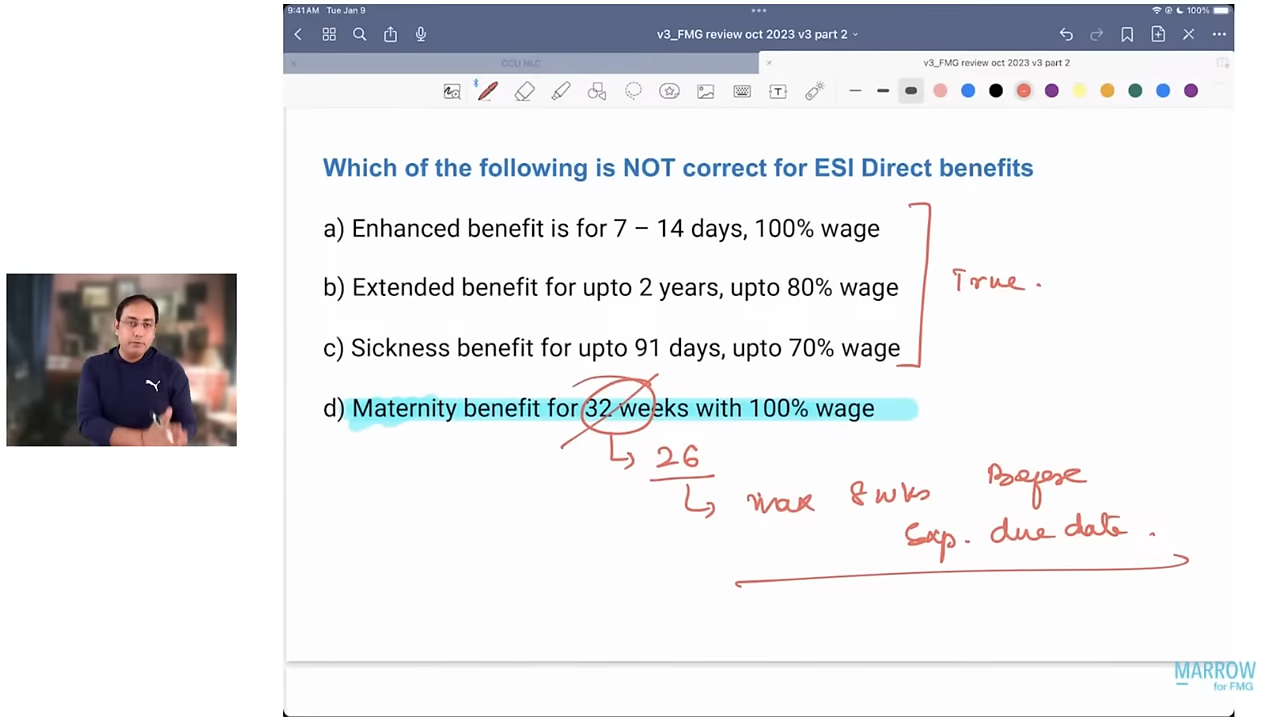 9:41AM Tue Jan 9
100%
v3_FMG review oct 2023 v3 part 2
CCU NLC
v3_FMG review oct 2023 v3 part 2
Which of the following is NOT correct for ESI Direct benefits
a) Enhanced benefit is for 7 – 14 days, 100% wage
b) Extended benefit for upto 2 years, upto 80% wage
True.
c) Sickness benefit for upto 91 days, upto 70% wage
d) Maternity benefit for 32 weeks with 100% wage
26
max 8 wks Before
Exp. due date.
MARROW
for FMG